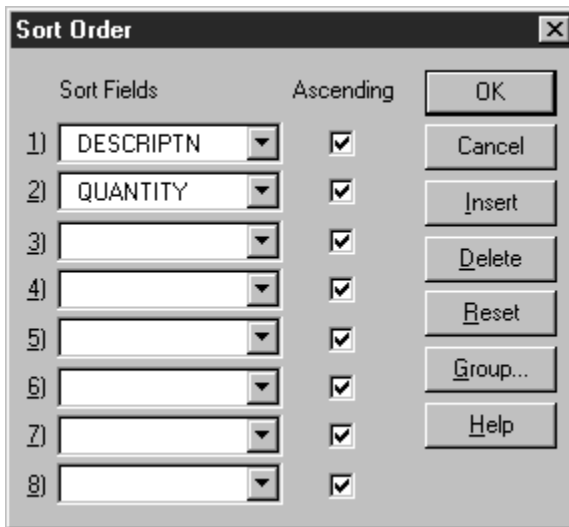 Sort Order
Sort Fields Ascending OK
1) DESCRIPTN Cancel
2) QUANTITY Insert
3)
4) Delete
5) Reset
6) Group...
7) Help
8)